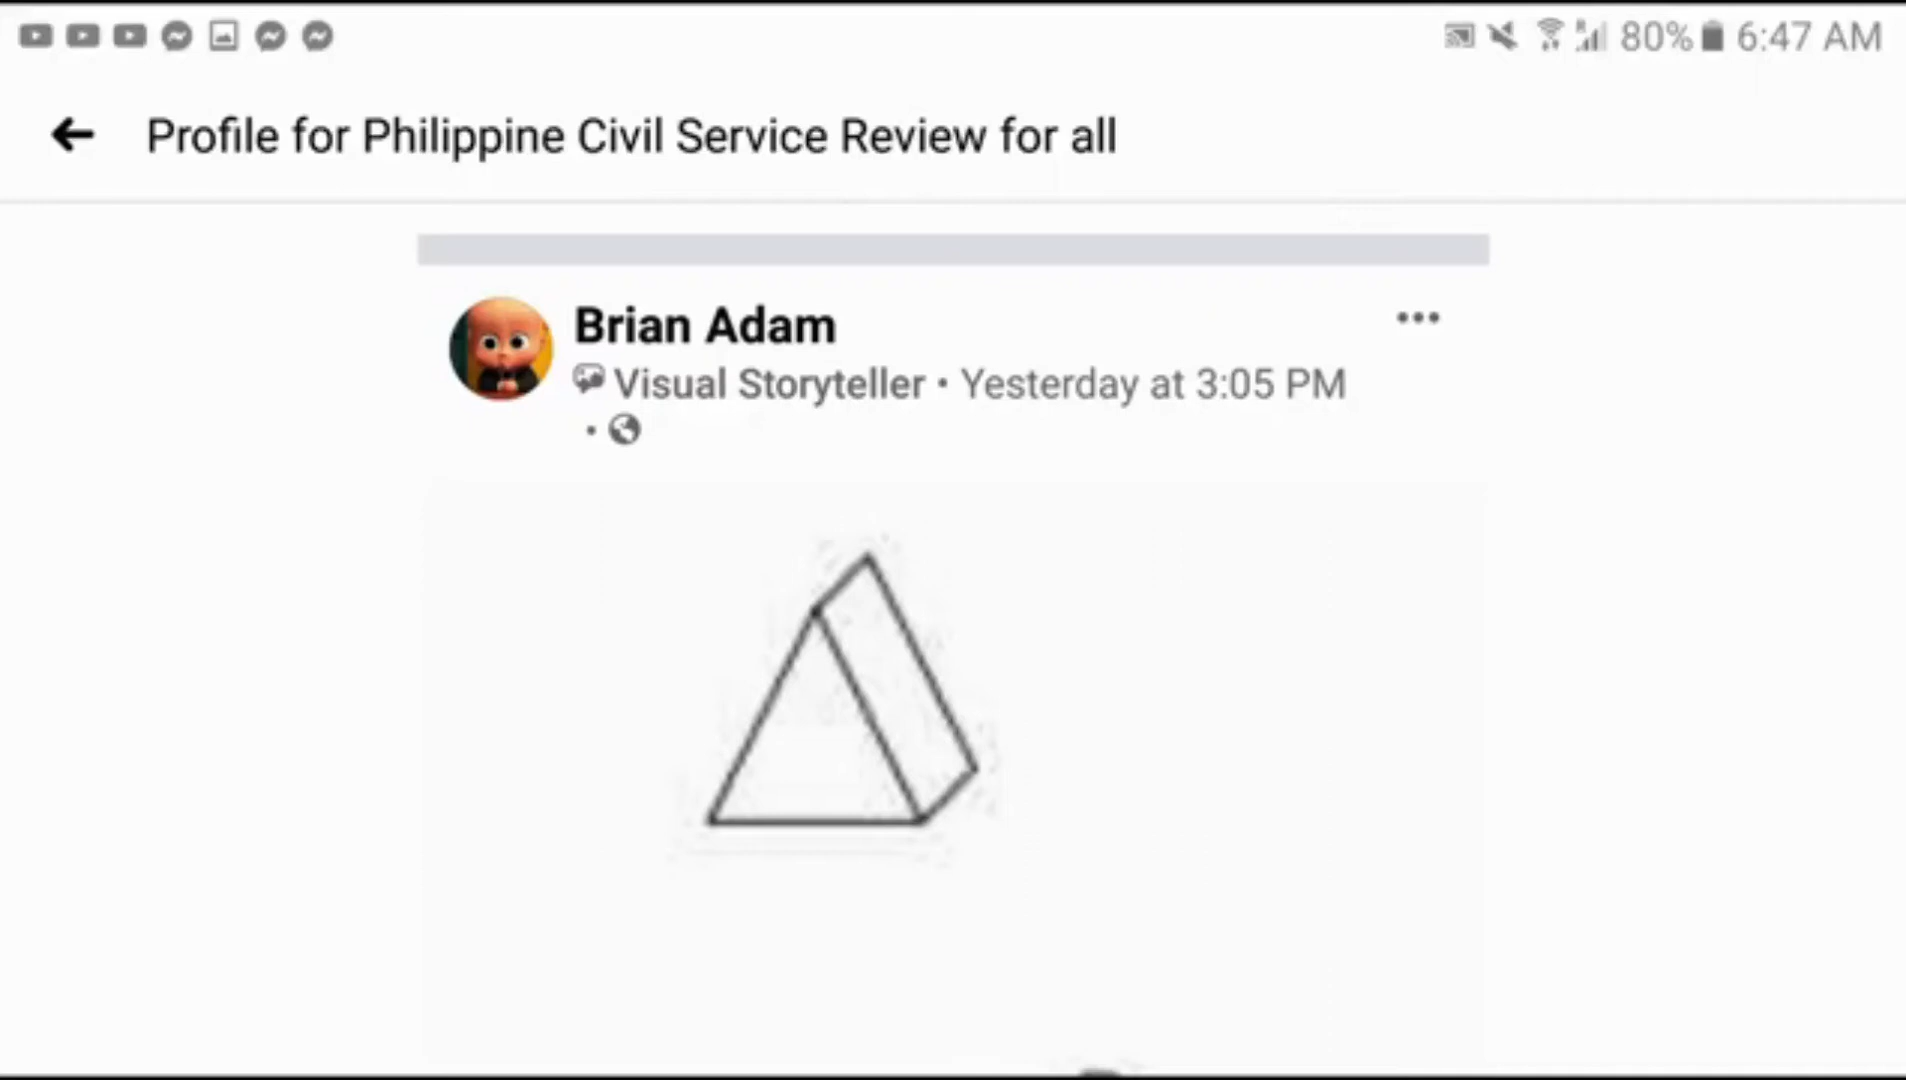 80% 6:47 AM
Profile for Philippine Civil Service Review for all
Brian Adam
Visual Storyteller • Yesterday at 3:05 PM
•